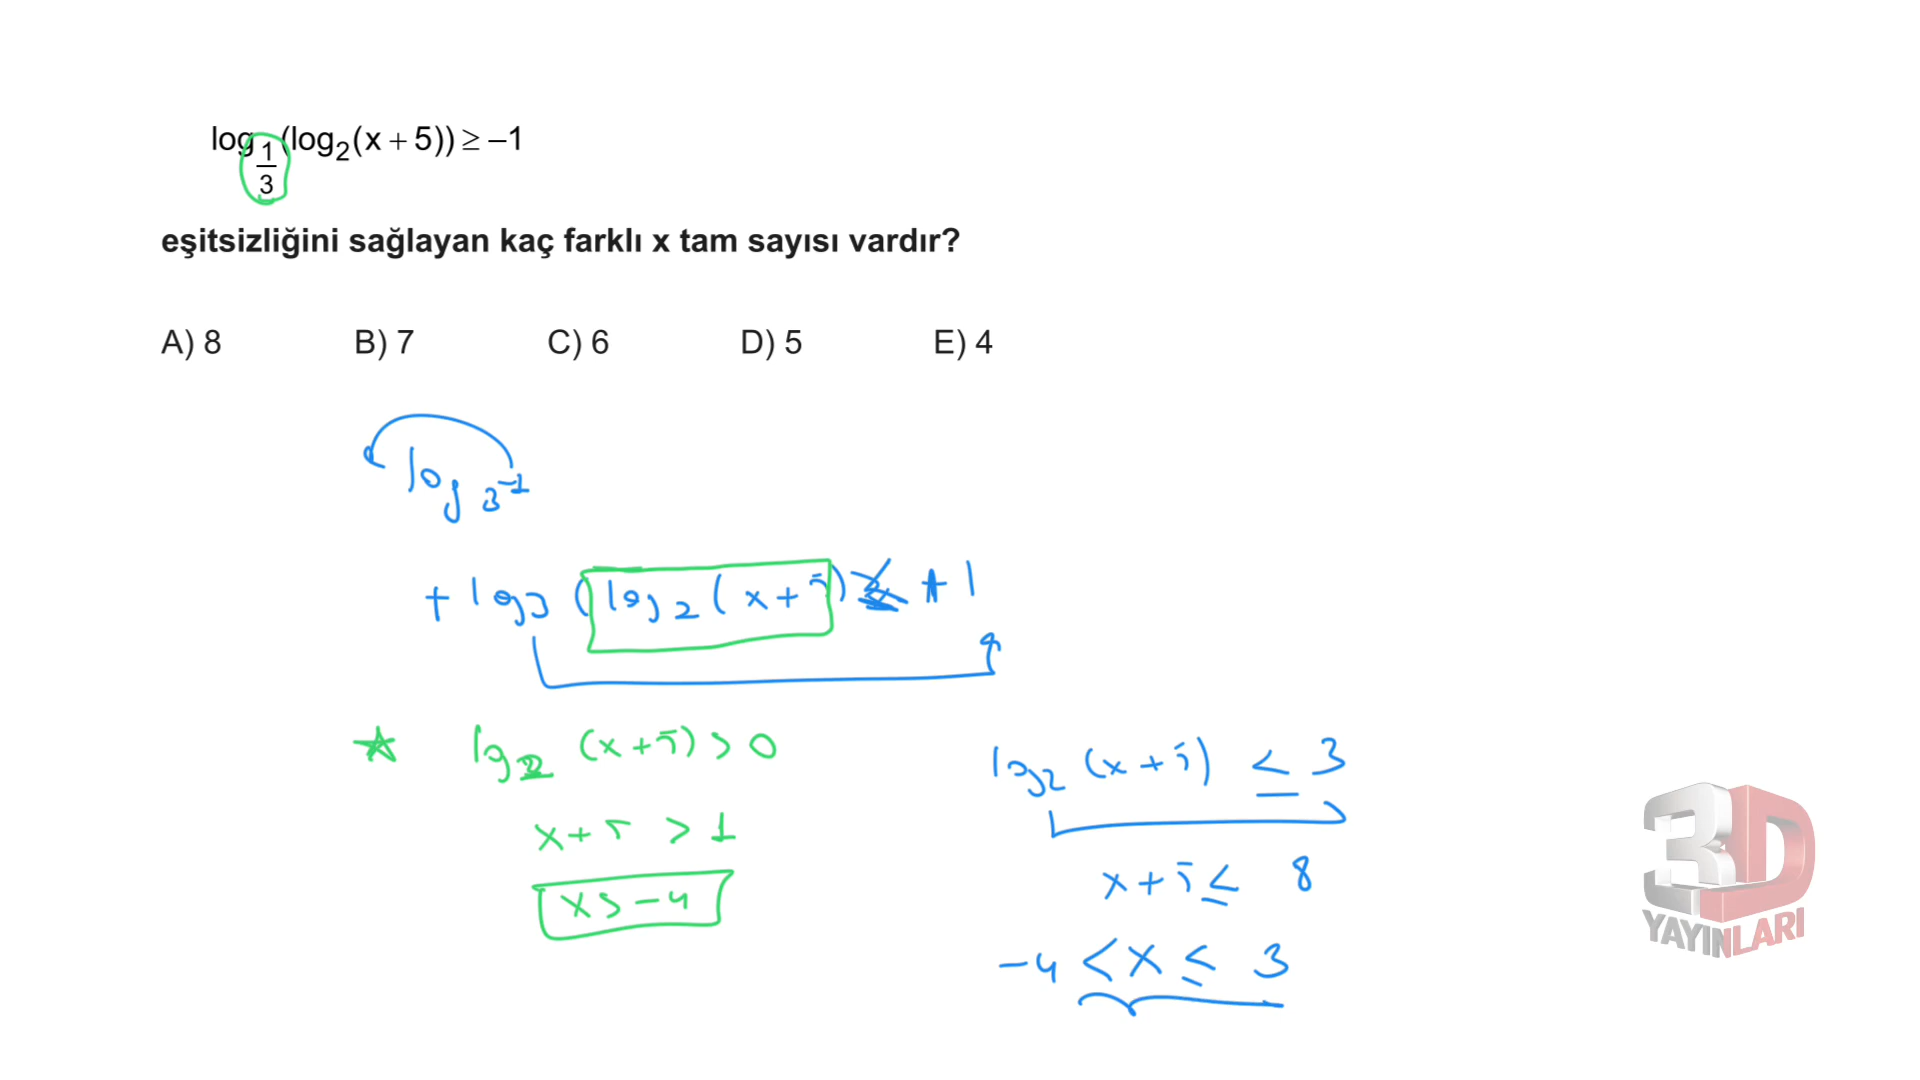 log_{1/3}(log₂(x + 5)) ≥ –1
eşitsizliğini sağlayan kaç farklı x tam sayısı vardır?
A) 8 B) 7 C) 6 D) 5 E) 4
log 3⁻¹
+ log₃ (log₂ (x+5) ≤ + 1
log₂ (x+5) > 0
log₂ (x+5) ≤ 3
x+5 > 1
x+5 ≤ 8
x > -4
-4 < x ≤ 3
3D
YAYINLARI